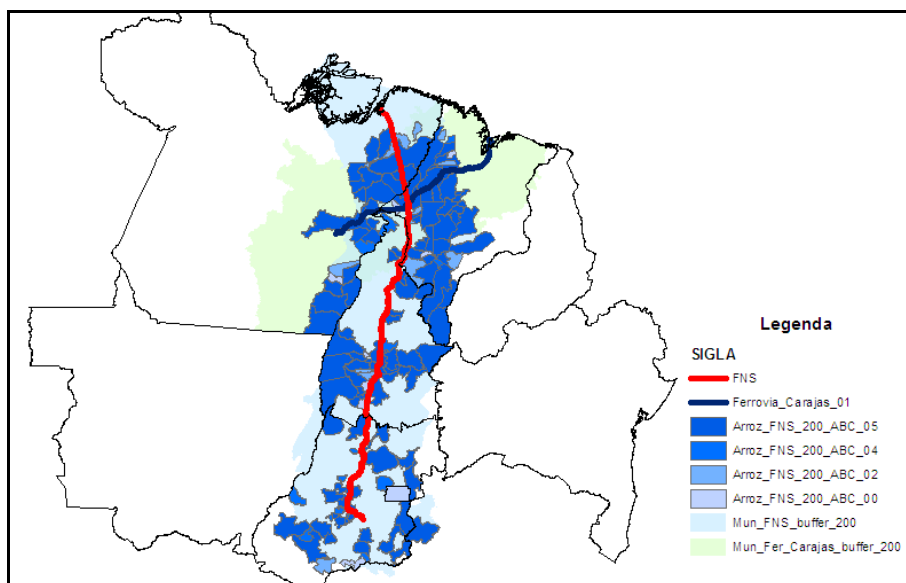 Legenda
SIGLA
FNS
Ferrovia_Carajas_01
Arroz_FNS_200_ABC_05
Arroz_FNS_200_ABC_04
Arroz_FNS_200_ABC_02
Arroz_FNS_200_ABC_00
Mun_FNS_buffer_200
Mun_Fer_Carajas_buffer_200